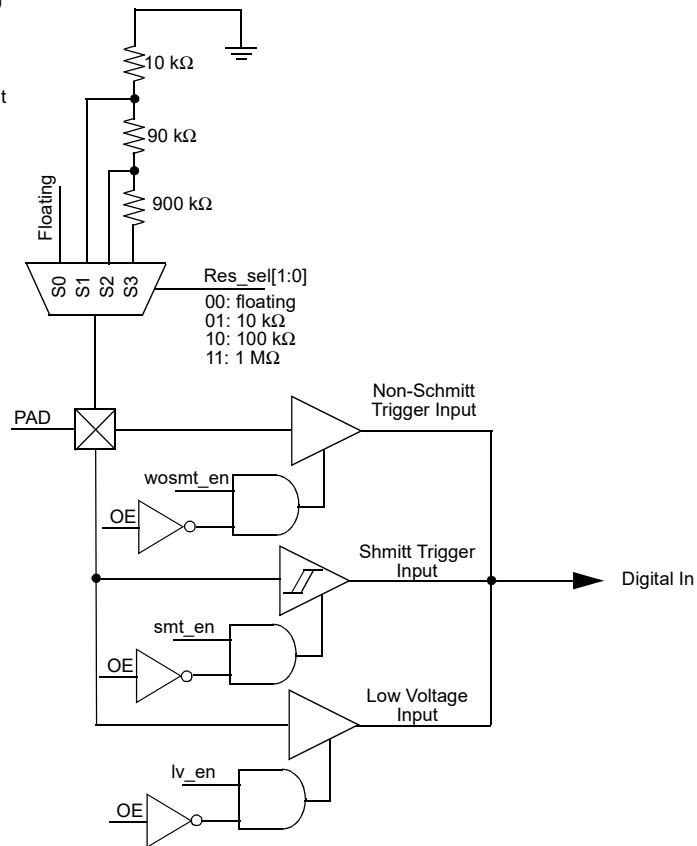 10 kΩ
t
90 kΩ
900 kΩ
Floating
S0
S1
S2
S3
Res_sel[1:0]
00: floating
01: 10 kΩ
10: 100 kΩ
11: 1 MΩ
Non-Schmitt
Trigger Input
PAD
wosmt_en
OE
Shmitt Trigger
Input
Digital In
smt_en
OE
Low Voltage
Input
lv_en
OE